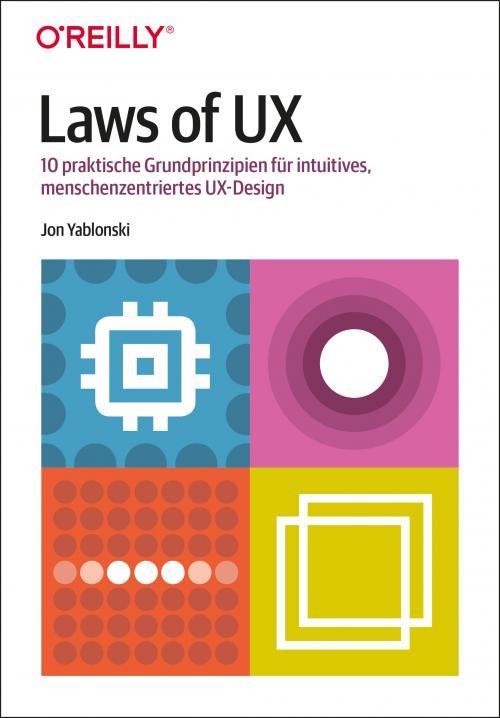 O'REILLY®
Laws of UX
10 praktische Grundprinzipien für intuitives,
menschenzentriertes UX-Design
Jon Yablonski